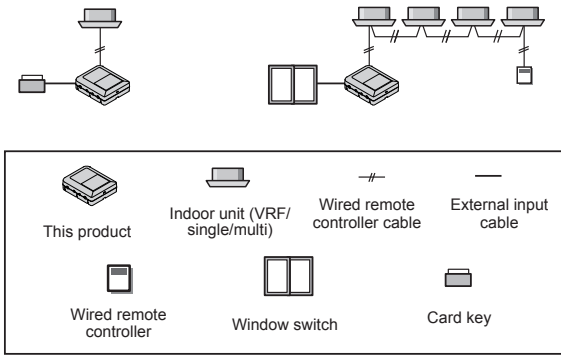 This product
Indoor unit (VRF/
single/multi)
Wired remote
controller cable
External input
cable
Wired remote
controller
Window switch
Card key